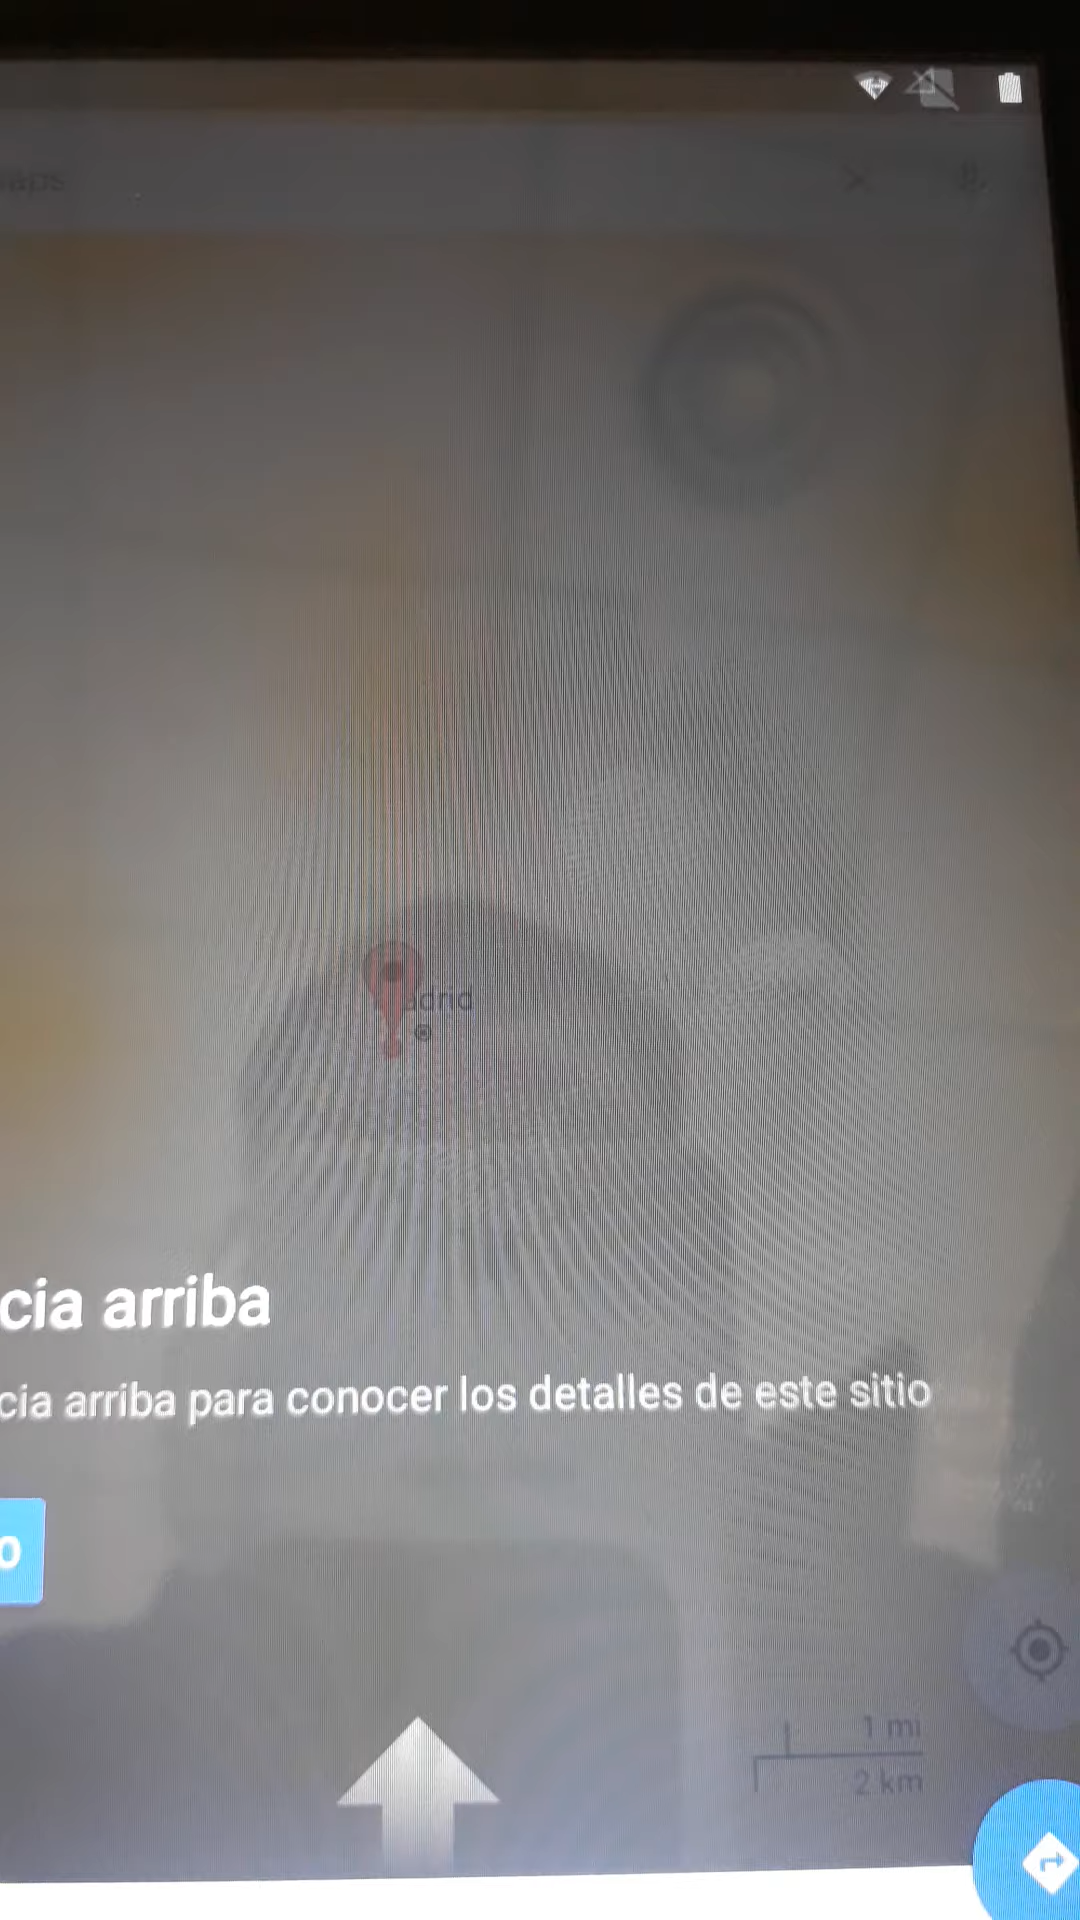 adrid
cia arriba
cia arriba para conocer los detalles de este sitio
O
1 mi
2 km